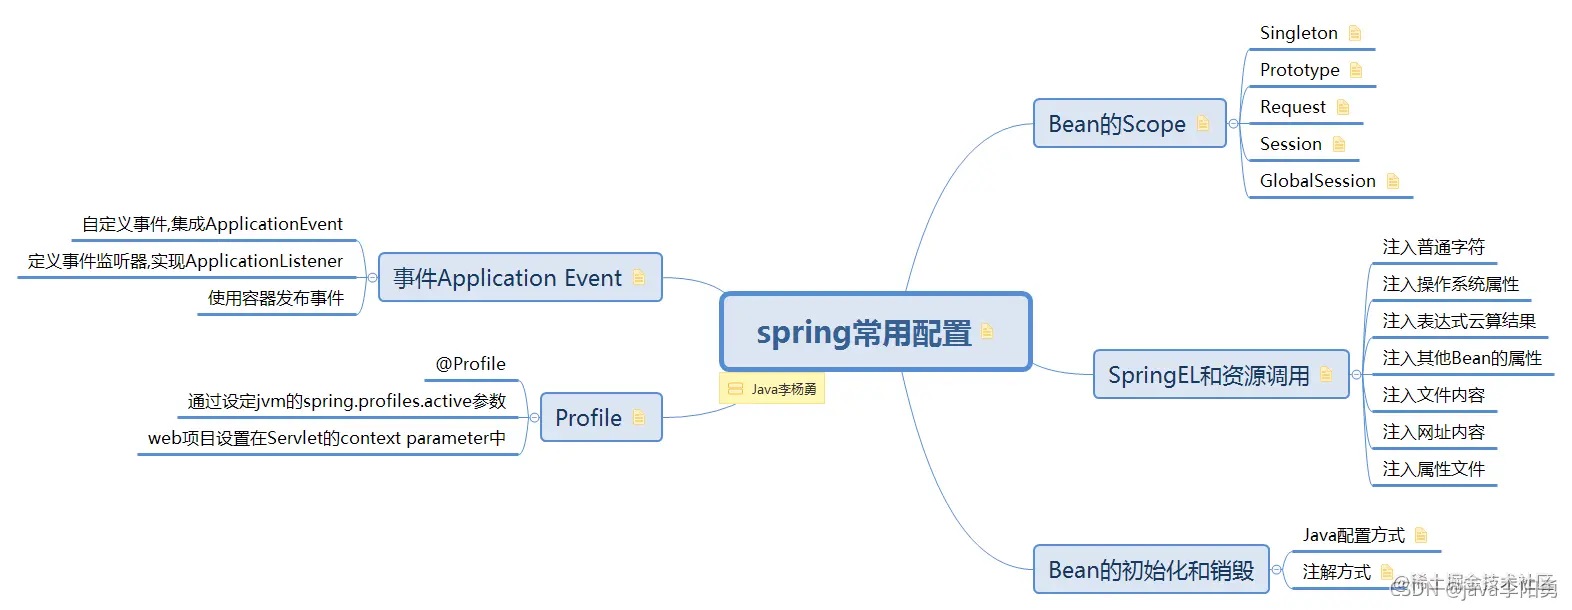 spring常用配置
Java李杨勇
Bean的Scope
Singleton
Prototype
Request
Session
GlobalSession
SpringEL和资源调用
注入普通字符
注入操作系统属性
注入表达式云算结果
注入其他Bean的属性
注入文件内容
注入网址内容
注入属性文件
Bean的初始化和销毁
Java配置方式
注解方式
事件Application Event
自定义事件,集成ApplicationEvent
定义事件监听器,实现ApplicationListener
使用容器发布事件
Profile
@Profile
通过设定jvm的spring.profiles.active参数
web项目设置在Servlet的context parameter中
@稀土掘金技术社区
CSDN @java李阳勇